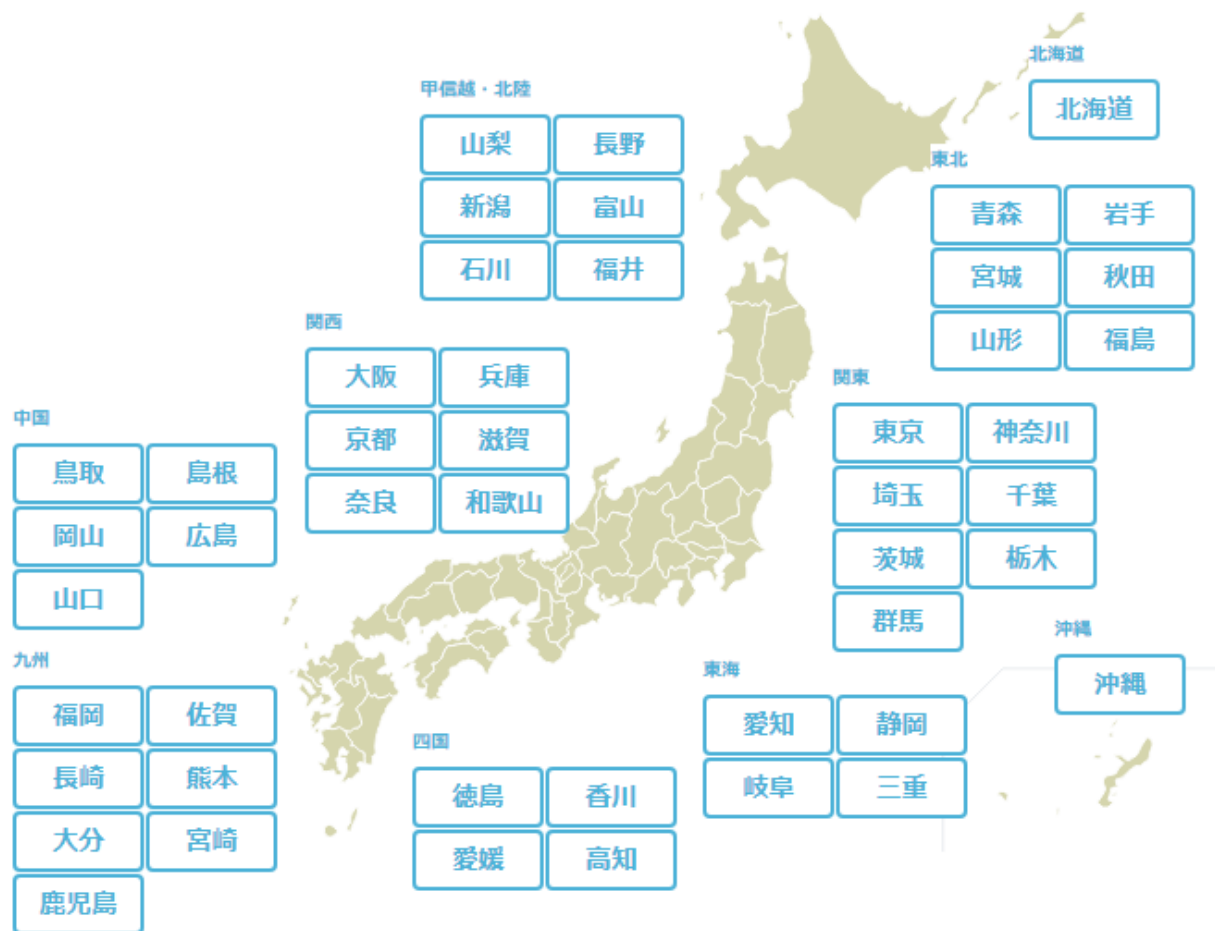 北海道
北海道
甲信越・北陸
山梨 長野
新潟 富山
石川 福井
東北
青森 岩手
宮城 秋田
山形 福島
関西
大阪 兵庫
京都 滋賀
奈良 和歌山
関東
東京 神奈川
埼玉 千葉
茨城 栃木
群馬
中国
鳥取 島根
岡山 広島
山口
沖縄
沖縄
九州
福岡 佐賀
長崎 熊本
大分 宮崎
鹿児島
東海
愛知 静岡
岐阜 三重
四国
徳島 香川
愛媛 高知